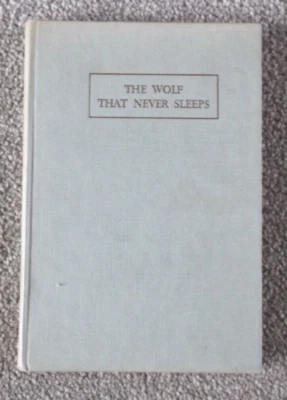 THE WOLF
THAT NEVER SLEEPS